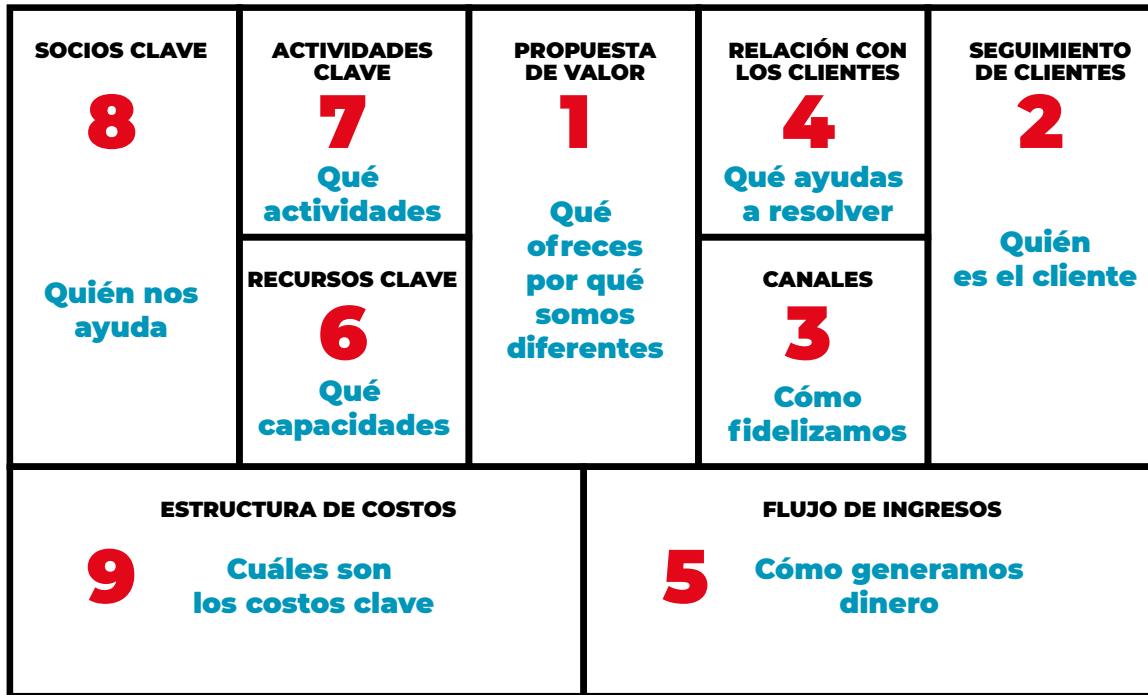 SOCIOS CLAVE
8
Quién nos
ayuda
ACTIVIDADES
CLAVE
7
Qué
actividades
RECURSOS CLAVE
6
Qué
capacidades
PROPUESTA
DE VALOR
1
Qué
ofreces
por qué
somos
diferentes
RELACIÓN CON
LOS CLIENTES
4
Qué ayudas
a resolver
CANALES
3
Cómo
fidelizamos
SEGUIMIENTO
DE CLIENTES
2
Quién
es el cliente
ESTRUCTURA DE COSTOS
9
Cuáles son
los costos clave
FLUJO DE INGRESOS
5
Cómo generamos
dinero